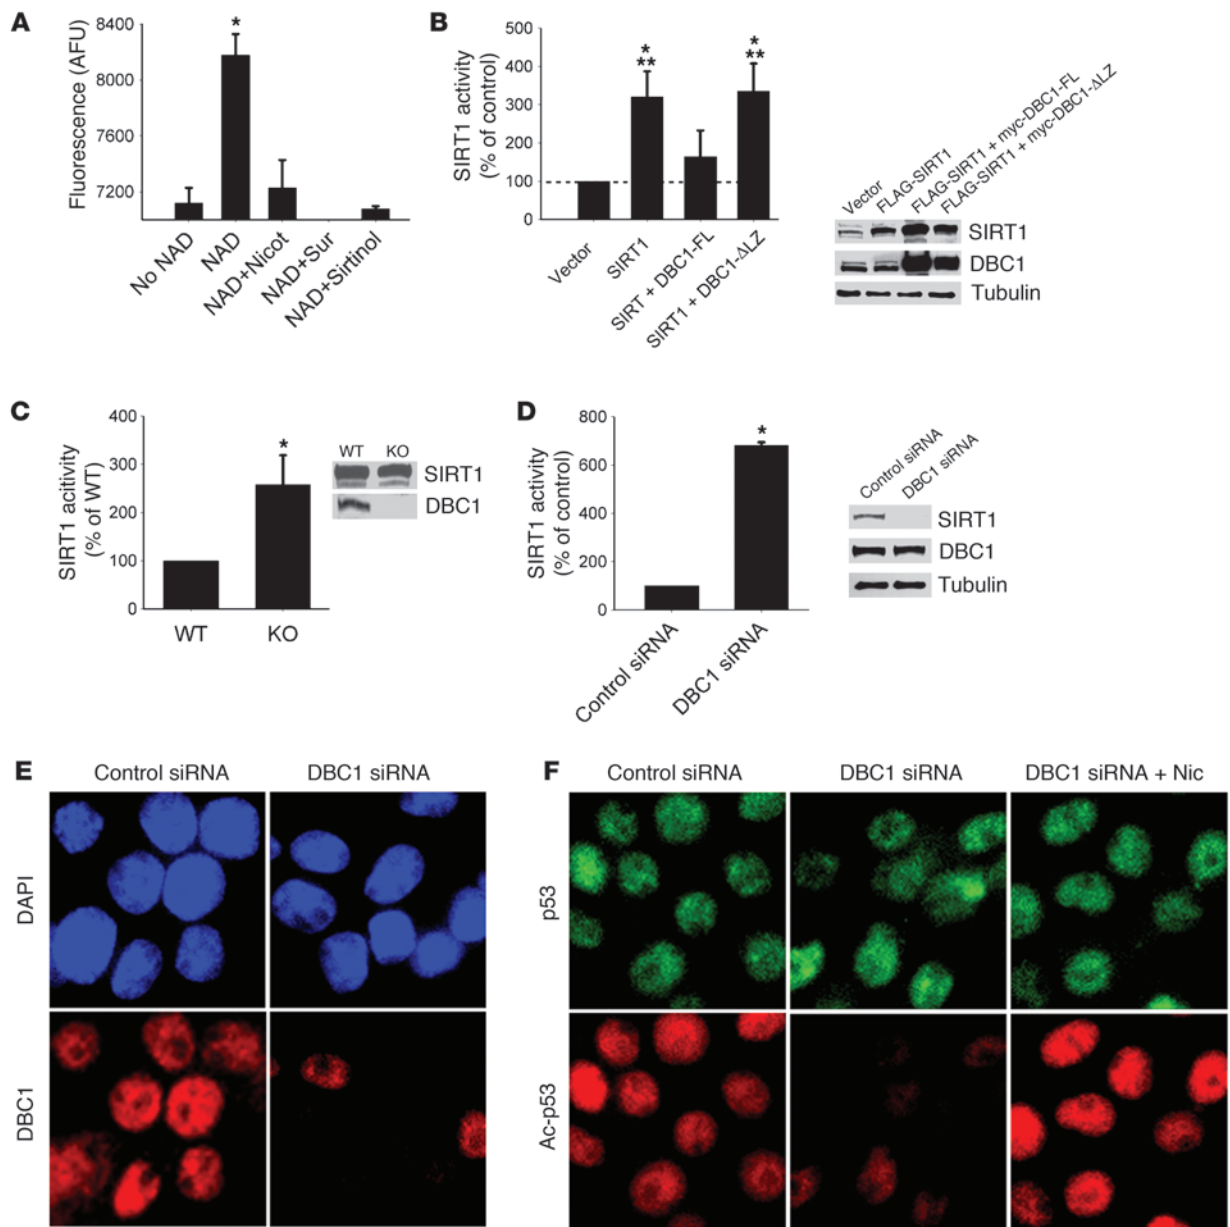 A
Fluorescence (AFU)
8400
8000
7600
7200
*
No NAD
NAD
NAD+Nicot
NAD+Sur
NAD+Sirtinol
B
SIRT1 activity
(% of control)
500
400
300
200
100
0
*
**
*
**
Vector
SIRT1
SIRT + DBC1-FL
SIRT1 + DBC1-ΔLZ
Vector
FLAG-SIRT1
FLAG-SIRT1 + myc-DBC1-FL
FLAG-SIRT1 + myc-DBC1-ΔLZ
SIRT1
DBC1
Tubulin
C
SIRT1 acitivity
(% of WT)
400
300
200
100
0
*
WT
KO
WT KO
SIRT1
DBC1
D
SIRT1 activity
(% of control)
800
600
400
200
0
*
Control siRNA
DBC1 siRNA
Control siRNA
DBC1 siRNA
SIRT1
DBC1
Tubulin
E
Control siRNA DBC1 siRNA
DAPI
DBC1
F
Control siRNA DBC1 siRNA DBC1 siRNA + Nic
p53
Ac-p53